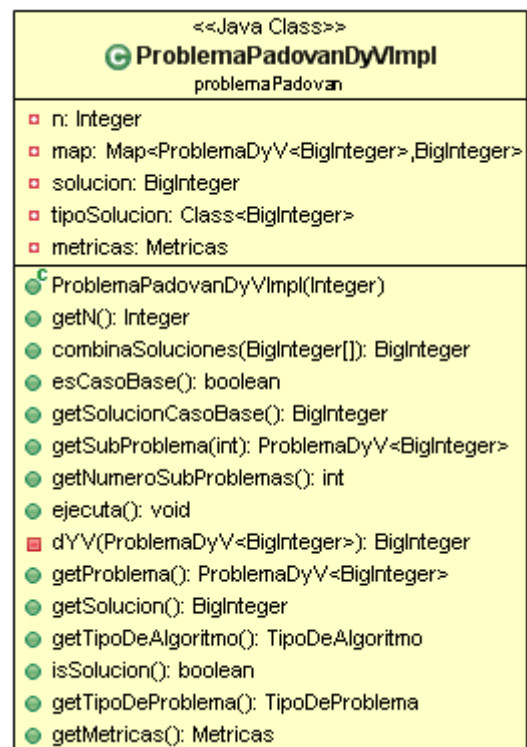 <<Java Class>>
ProblemaPadovanDyVImpl
problemaPadovan
n: Integer
map: Map<ProblemaDyV<BigInteger>,BigInteger>
solucion: BigInteger
tipoSolucion: Class<BigInteger>
metricas: Metricas
ProblemaPadovanDyVImpl(Integer)
getN(): Integer
combinaSoluciones(BigInteger[]): BigInteger
esCasoBase(): boolean
getSolucionCasoBase(): BigInteger
getSubProblema(int): ProblemaDyV<BigInteger>
getNumeroSubProblemas(): int
ejecuta(): void
dYV(ProblemaDyV<BigInteger>): BigInteger
getProblema(): ProblemaDyV<BigInteger>
getSolucion(): BigInteger
getTipoDeAlgoritmo(): TipoDeAlgoritmo
isSolucion(): boolean
getTipoDeProblema(): TipoDeProblema
getMetricas(): Metricas